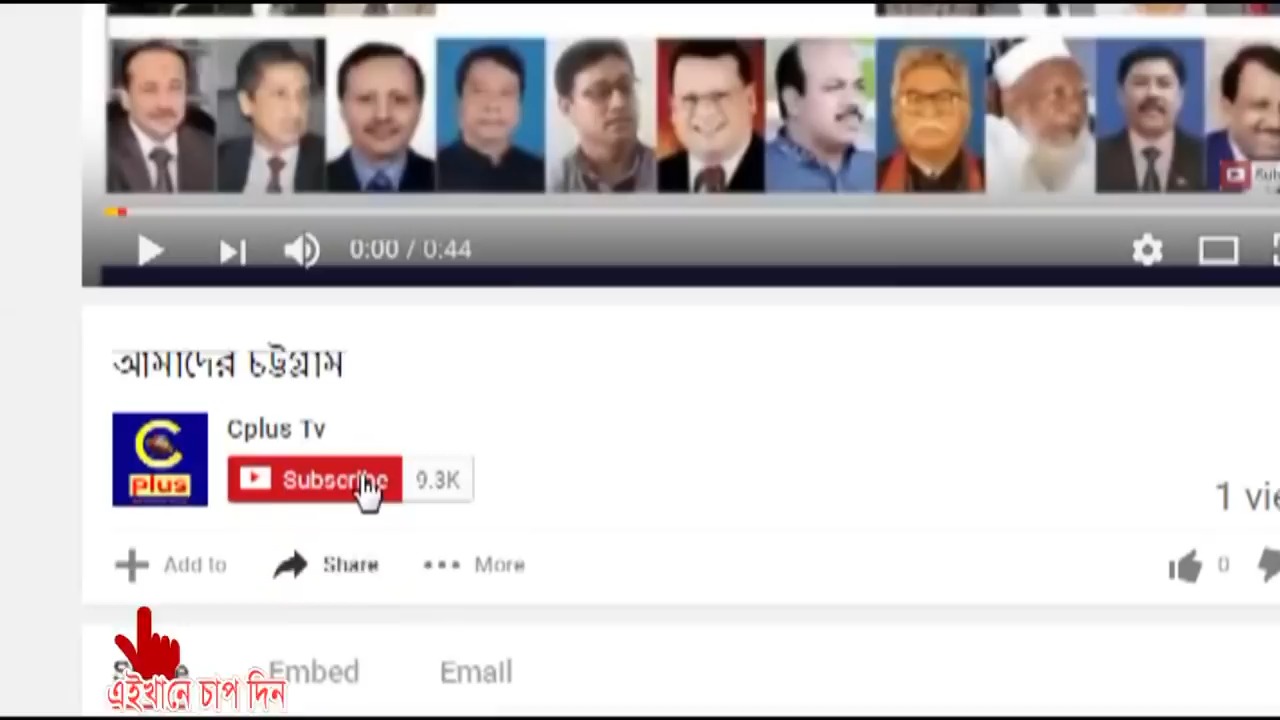 0:00 / 0:44
আমাদের চট্টগ্রাম
C
plus
Cplus Tv
Subscribe 9.3K
1
Add to Share More 0
Embed Email
এইখানে চাপ দিন